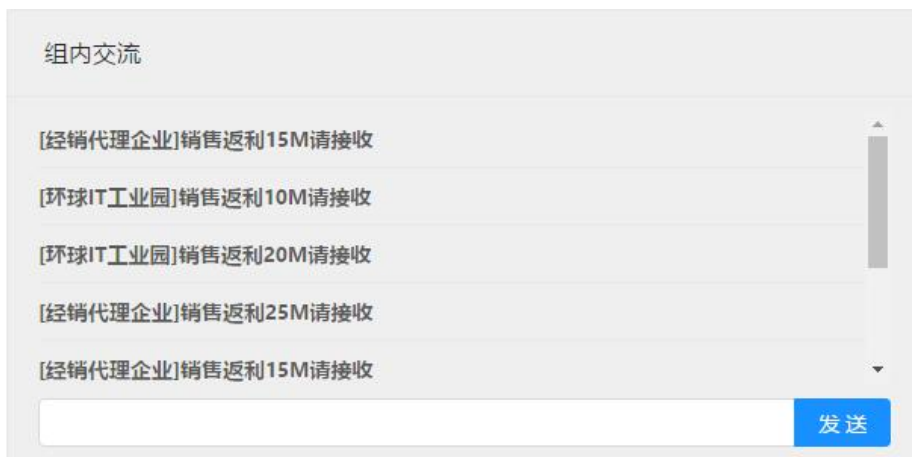 组内交流
[经销代理企业]销售返利15M请接收
[环球IT工业园]销售返利10M请接收
[环球IT工业园]销售返利20M请接收
[经销代理企业]销售返利25M请接收
[经销代理企业]销售返利15M请接收
发送